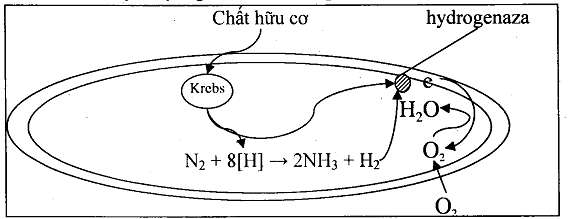 Chất hữu cơ
hydrogenaza
Krebs
e
H₂O
N₂ + 8[H] → 2NH₃ + H₂
O₂
O₂